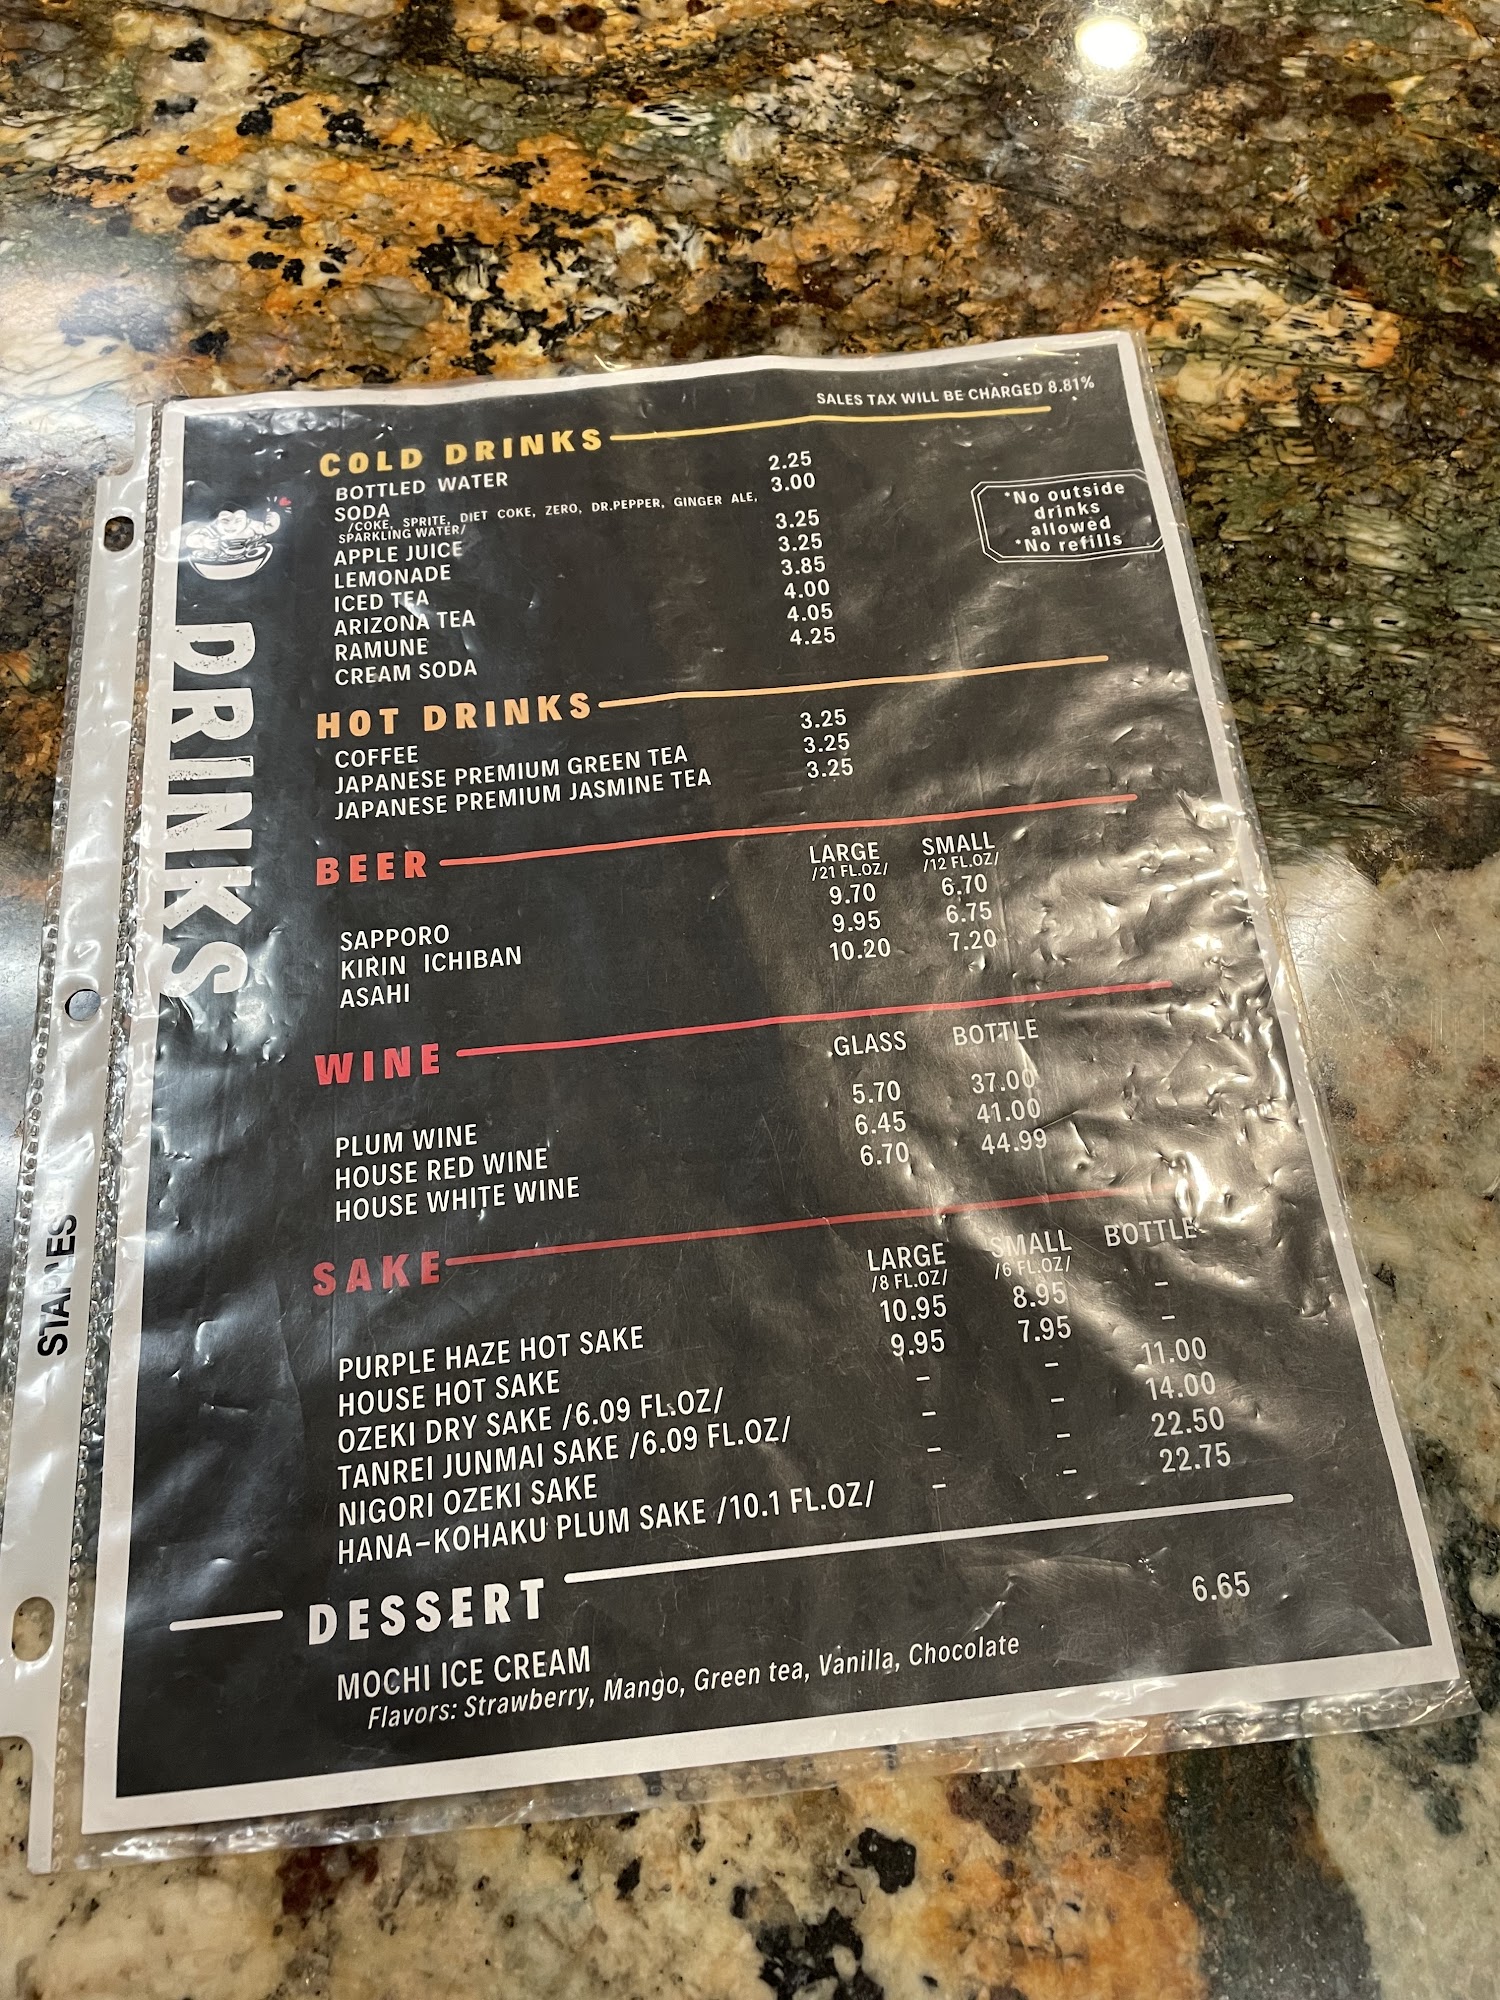 SALES TAX WILL BE CHARGED 8.81%
COLD DRINKS
BOTTLED WATER 2.25
SODA 3.00
/COKE, SPRITE, DIET COKE, ZERO, DR.PEPPER, GINGER ALE,
SPARKLING WATER/
APPLE JUICE 3.25
LEMONADE 3.25
ICED TEA 3.85
ARIZONA TEA 4.00
RAMUNE 4.05
CREAM SODA 4.25
*No outside
drinks
allowed
*No refills
DRINKS
HOT DRINKS
COFFEE 3.25
JAPANESE PREMIUM GREEN TEA 3.25
JAPANESE PREMIUM JASMINE TEA 3.25
BEER
LARGE SMALL
/21 FL.OZ/ /12 FL.OZ/
SAPPORO 9.70 6.70
KIRIN ICHIBAN 9.95 6.75
ASAHI 10.20 7.20
WINE
GLASS BOTTLE
PLUM WINE 5.70 37.00
HOUSE RED WINE 6.45 41.00
HOUSE WHITE WINE 6.70 44.99
SAKE
LARGE SMALL BOTTLE
/8 FL.OZ/ /6 FL.OZ/
PURPLE HAZE HOT SAKE 10.95 8.95 –
HOUSE HOT SAKE 9.95 7.95 –
OZEKI DRY SAKE /6.09 FL.OZ/ – – 11.00
TANREI JUNMAI SAKE /6.09 FL.OZ/ – – 14.00
NIGORI OZEKI SAKE – – 22.50
HANA-KOHAKU PLUM SAKE /10.1 FL.OZ/ – – 22.75
DESSERT
MOCHI ICE CREAM 6.65
Flavors: Strawberry, Mango, Green tea, Vanilla, Chocolate
STAPLES